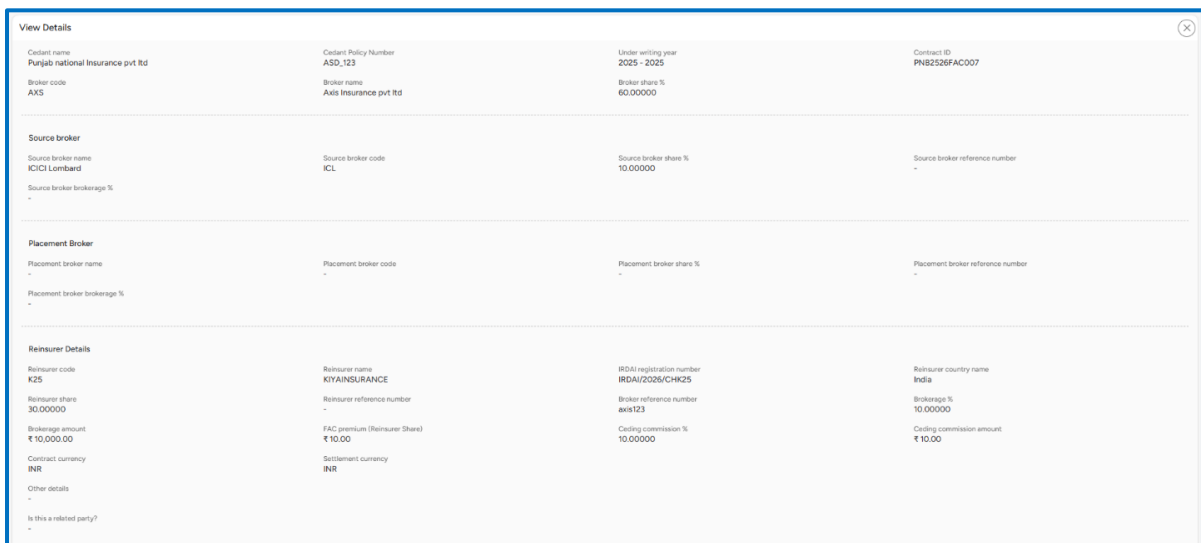 View Details
Cedant name
Punjab national Insurance pvt ltd
Cedant Policy Number
ASD_123
Under writing year
2025 - 2025
Contract ID
PNB2526FAC007
Broker code
AXS
Broker name
Axis Insurance pvt ltd
Broker share %
60.00000
Source broker
Source broker name
ICICI Lombard
Source broker code
ICL
Source broker share %
10.00000
Source broker reference number
-
Source broker brokerage %
-
Placement Broker
Placement broker name
-
Placement broker code
-
Placement broker share %
-
Placement broker reference number
-
Placement broker brokerage %
-
Reinsurer Details
Reinsurer code
K25
Reinsurer name
KIYAINSURANCE
IRDAI registration number
IRDAI/2026/CHK25
Reinsurer country name
India
Reinsurer share
30.00000
Reinsurer reference number
-
Broker reference number
axis123
Brokerage %
10.00000
Brokerage amount
₹ 10,000.00
FAC premium (Reinsurer Share)
₹ 10.00
Ceding commission %
10.00000
Ceding commission amount
₹ 10.00
Contract currency
INR
Settlement currency
INR
Other details
-
Is this a related party?
-